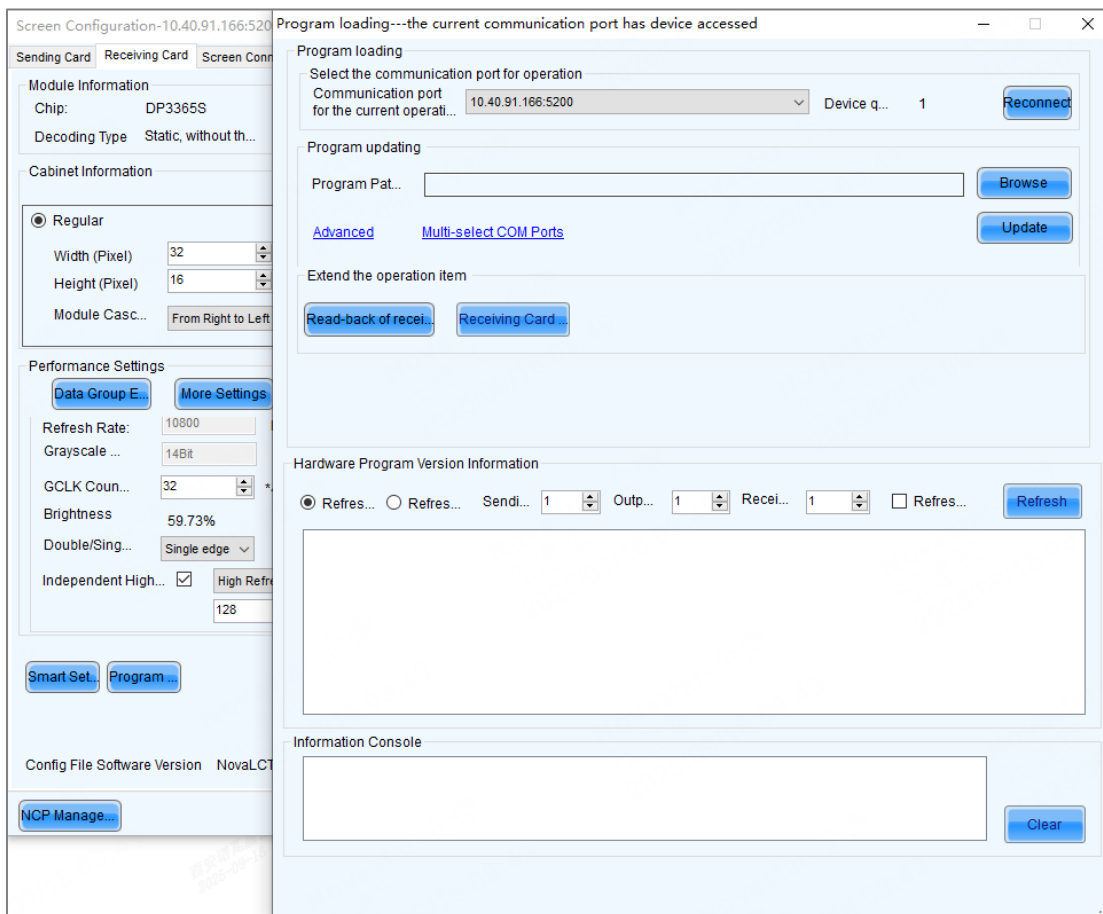 Screen Configuration-10.40.91.166:520
Sending Card Receiving Card Screen Conn
Module Information
Chip: DP3365S
Decoding Type Static, without th...
Cabinet Information
Regular
Width (Pixel) 32
Height (Pixel) 16
Module Casc... From Right to Left
Performance Settings
Data Group E... More Settings
Refresh Rate: 10800
Grayscale ... 14Bit
GCLK Coun... 32
Brightness 59.73%
Double/Sing... Single edge
Independent High... High Refre
128
Smart Set... Program ...
Config File Software Version NovaLCT
NCP Manage...
Program loading---the current communication port has device accessed
Program loading
Select the communication port for operation
Communication port
for the current operati... 10.40.91.166:5200 Device q... 1 Reconnect
Program updating
Program Pat... Browse
Advanced Multi-select COM Ports Update
Extend the operation item
Read-back of recei... Receiving Card ...
Hardware Program Version Information
Refres... Refres... Sendi... 1 Outp... 1 Recei... 1 Refres... Refresh
Information Console
Clear